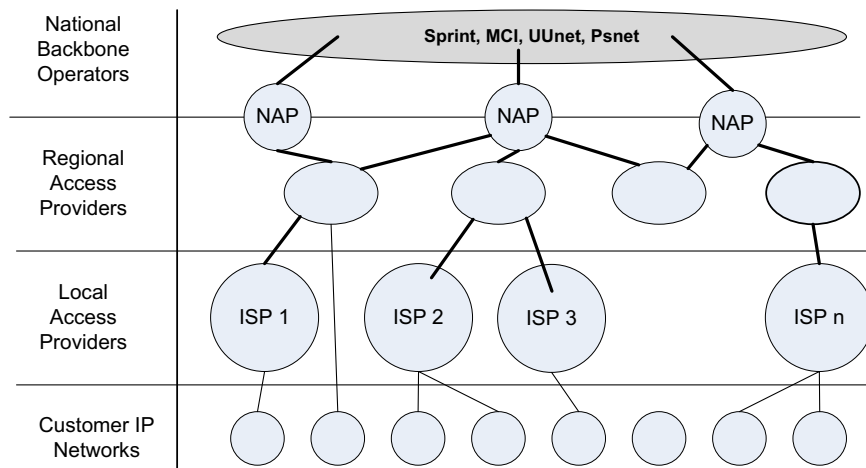 National
Backbone
Operators
Sprint, MCI, UUnet, Psnet
NAP
NAP
NAP
Regional
Access
Providers
Local
Access
Providers
ISP 1
ISP 2
ISP 3
ISP n
Customer IP
Networks